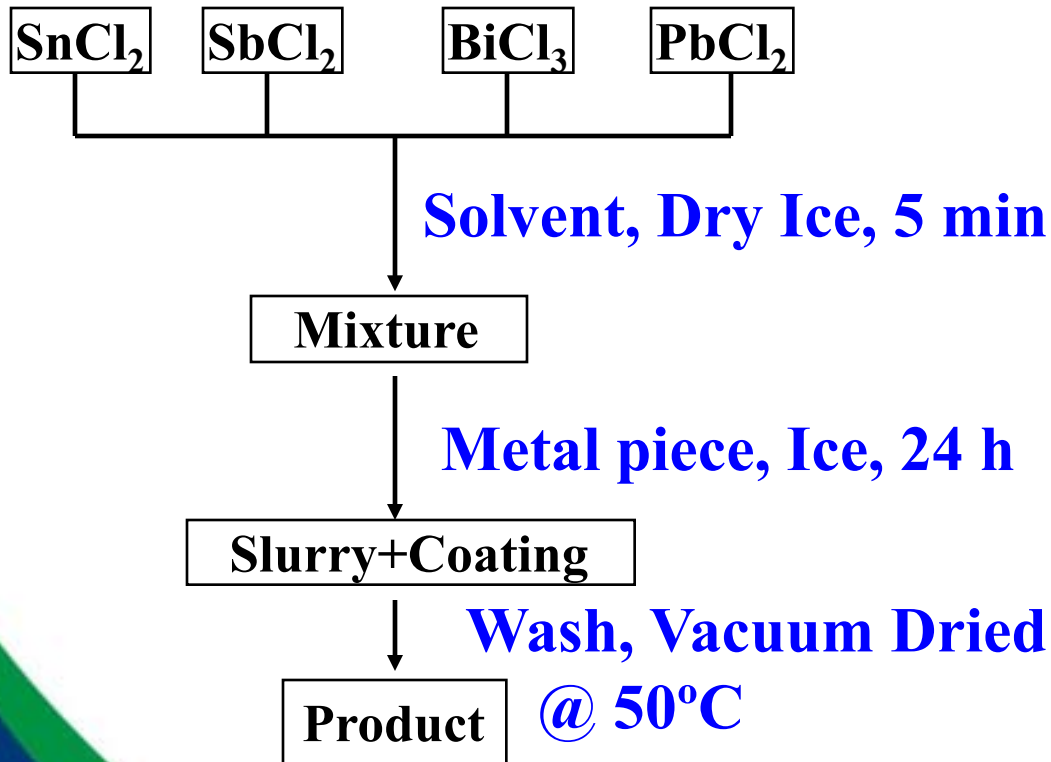 SnCl₂ SbCl₂ BiCl₃ PbCl₂
Solvent, Dry Ice, 5 min
Mixture
Metal piece, Ice, 24 h
Slurry+Coating
Wash, Vacuum Dried
@ 50ºC
Product